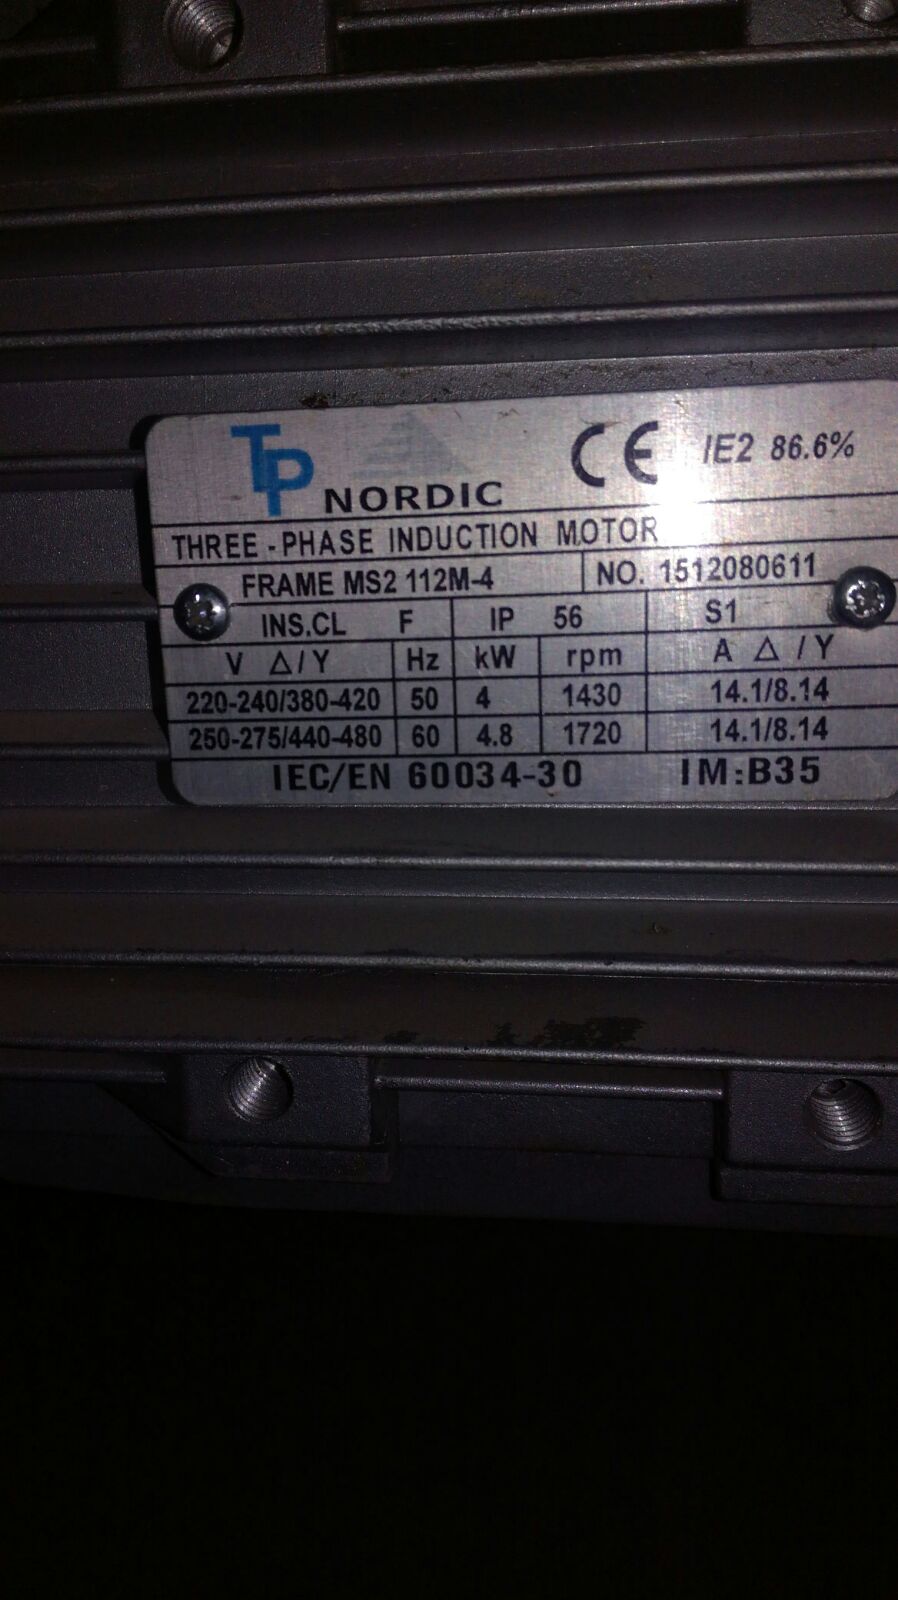 TP NORDIC CE IE2 86.6%
THREE - PHASE INDUCTION MOTOR
FRAME MS2 112M-4 NO. 1512080611
INS.CL F IP 56 S1
V Δ/Y Hz kW rpm A Δ/Y
220-240/380-420 50 4 1430 14.1/8.14
250-275/440-480 60 4.8 1720 14.1/8.14
IEC/EN 60034-30 IM:B35